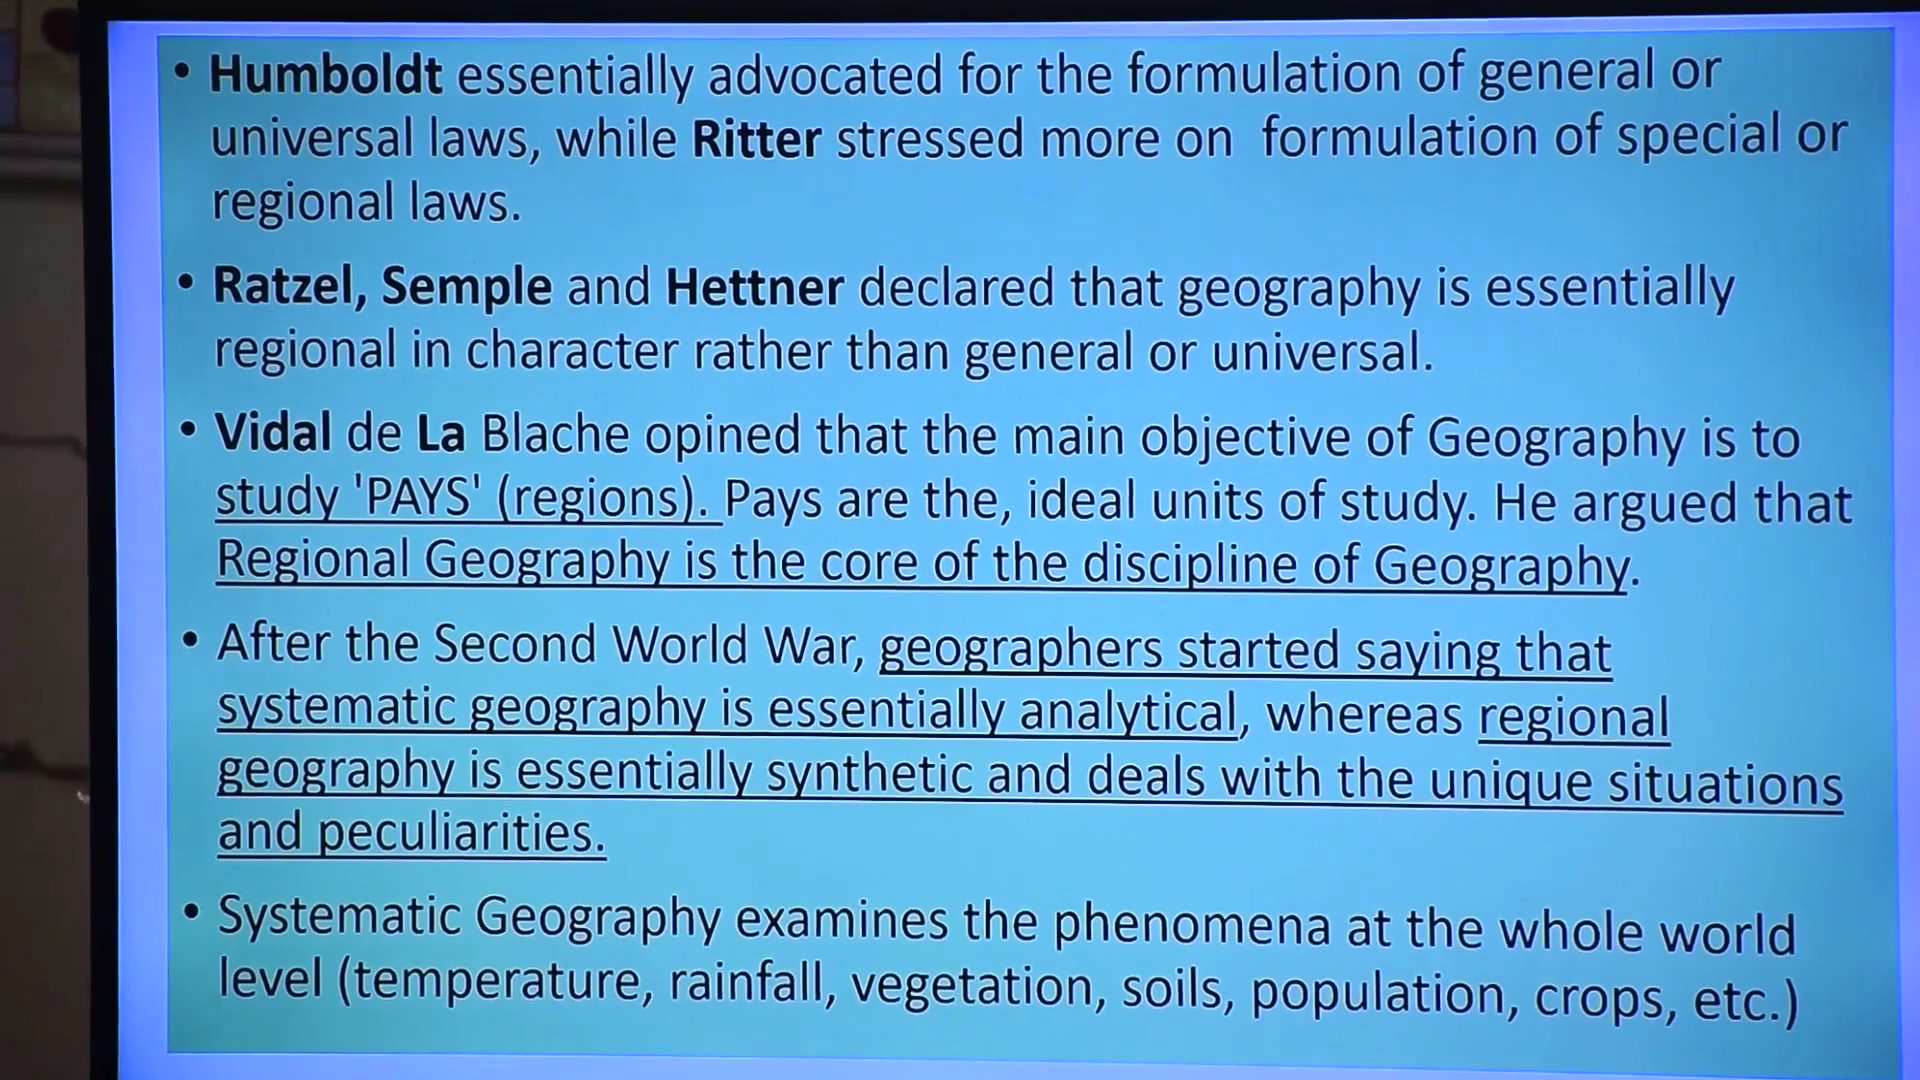 • Humboldt essentially advocated for the formulation of general or
universal laws, while Ritter stressed more on formulation of special or
regional laws.
• Ratzel, Semple and Hettner declared that geography is essentially
regional in character rather than general or universal.
• Vidal de La Blache opined that the main objective of Geography is to
study 'PAYS' (regions). Pays are the, ideal units of study. He argued that
Regional Geography is the core of the discipline of Geography.
• After the Second World War, geographers started saying that
systematic geography is essentially analytical, whereas regional
geography is essentially synthetic and deals with the unique situations
and peculiarities.
• Systematic Geography examines the phenomena at the whole world
level (temperature, rainfall, vegetation, soils, population, crops, etc.)